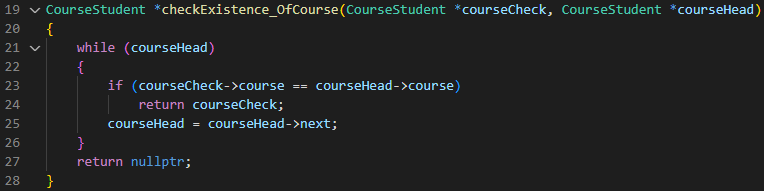 19 CourseStudent *checkExistence_OfCourse(CourseStudent *courseCheck, CourseStudent *courseHead)
20 {
21     while (courseHead)
22     {
23         if (courseCheck->course == courseHead->course)
24             return courseCheck;
25         courseHead = courseHead->next;
26     }
27     return nullptr;
28 }